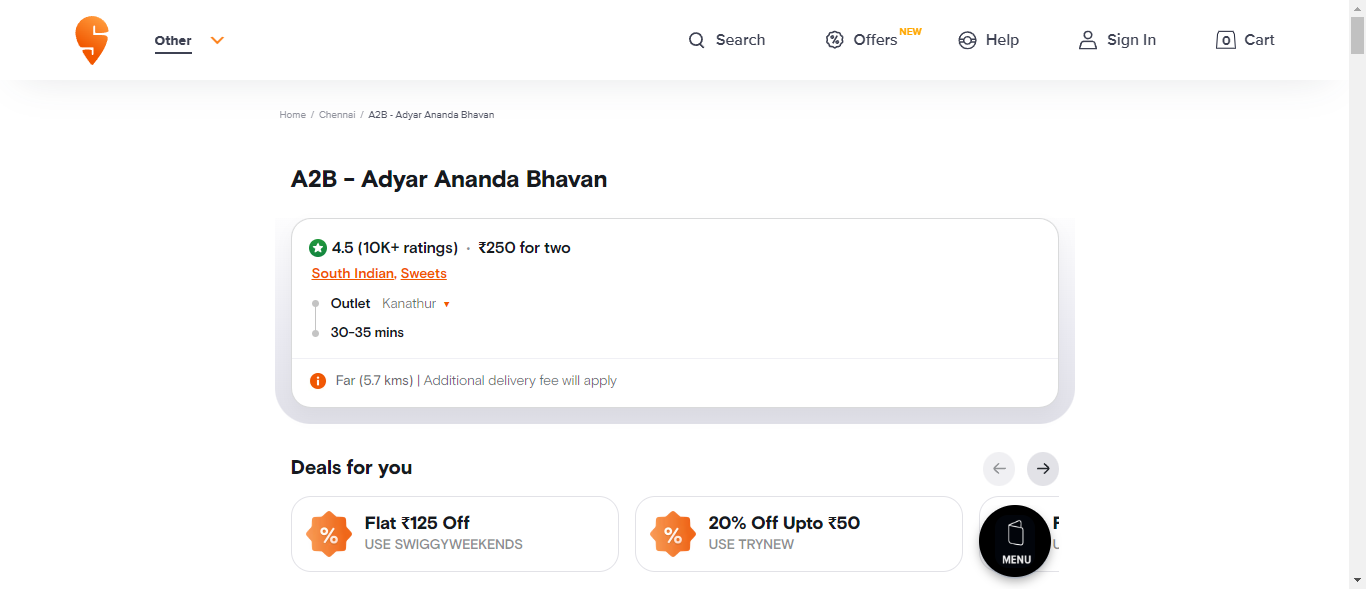 Other
Search
Offers NEW
Help
Sign In
0 Cart
Home / Chennai / A2B - Adyar Ananda Bhavan
A2B - Adyar Ananda Bhavan
4.5 (10K+ ratings) · ₹250 for two
South Indian, Sweets
Outlet Kanathur
30-35 mins
Far (5.7 kms) | Additional delivery fee will apply
Deals for you
% Flat ₹125 Off
USE SWIGGYWEEKENDS
% 20% Off Upto ₹50
USE TRYNEW
MENU